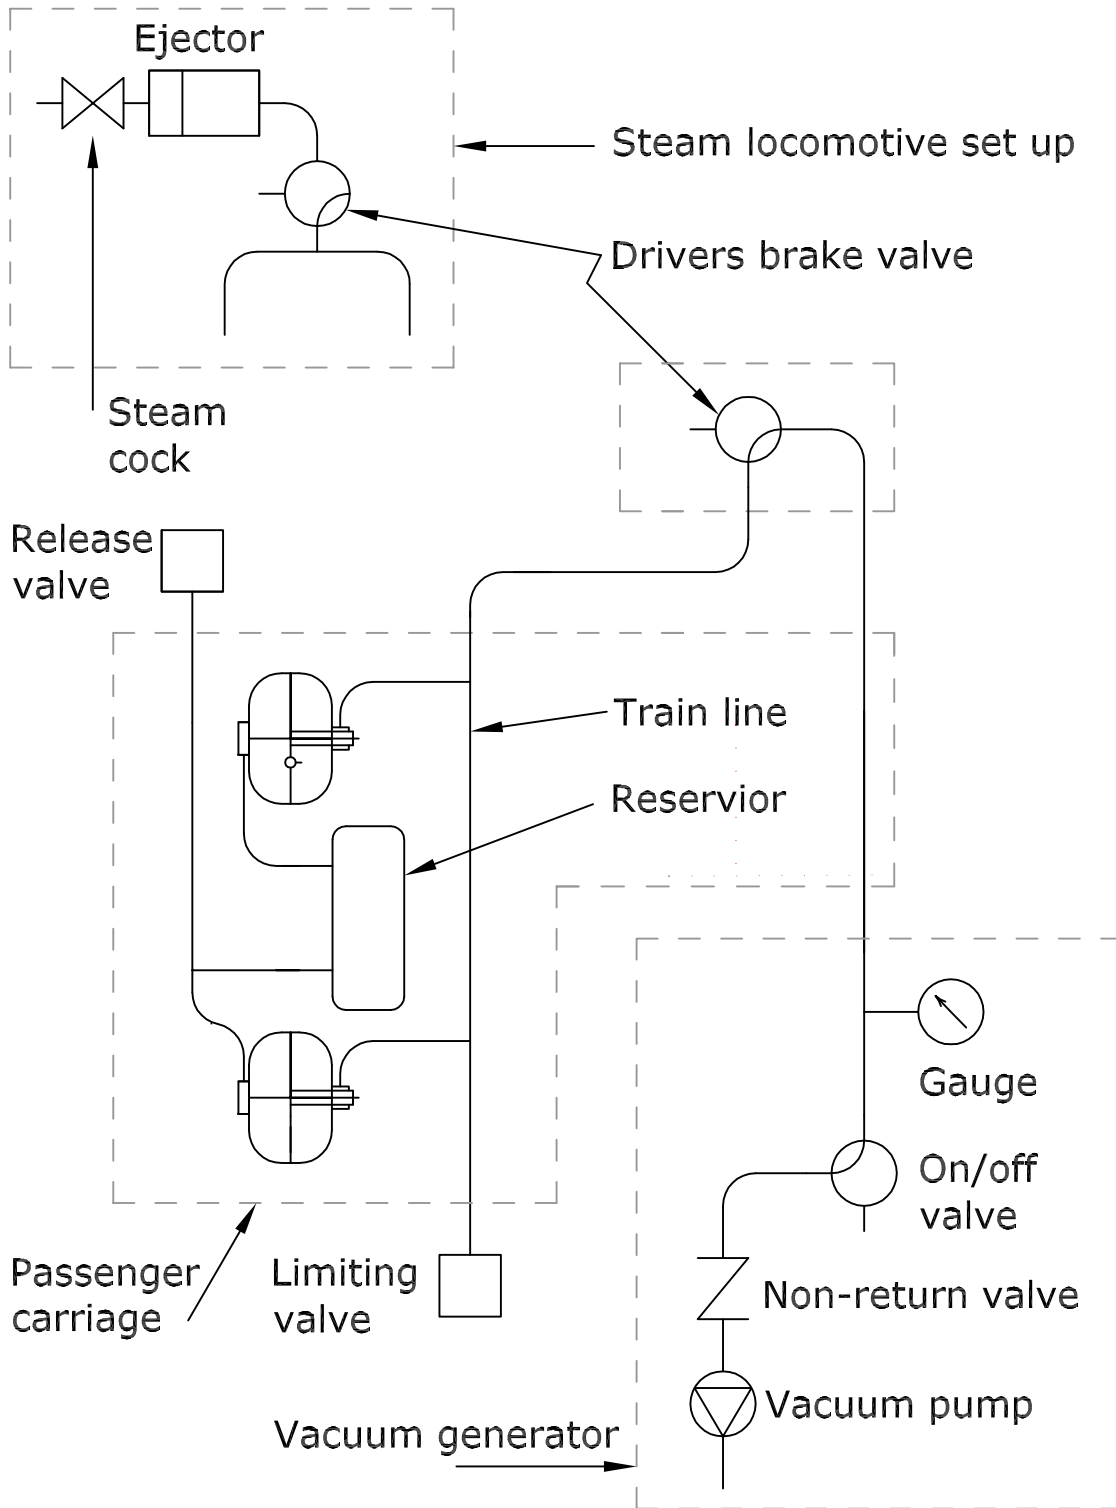 Ejector
Steam locomotive set up
Drivers brake valve
Steam
cock
Release
valve
Train line
Reservior
Gauge
On/off
valve
Passenger
carriage
Limiting
valve
Non-return valve
Vacuum pump
Vacuum generator